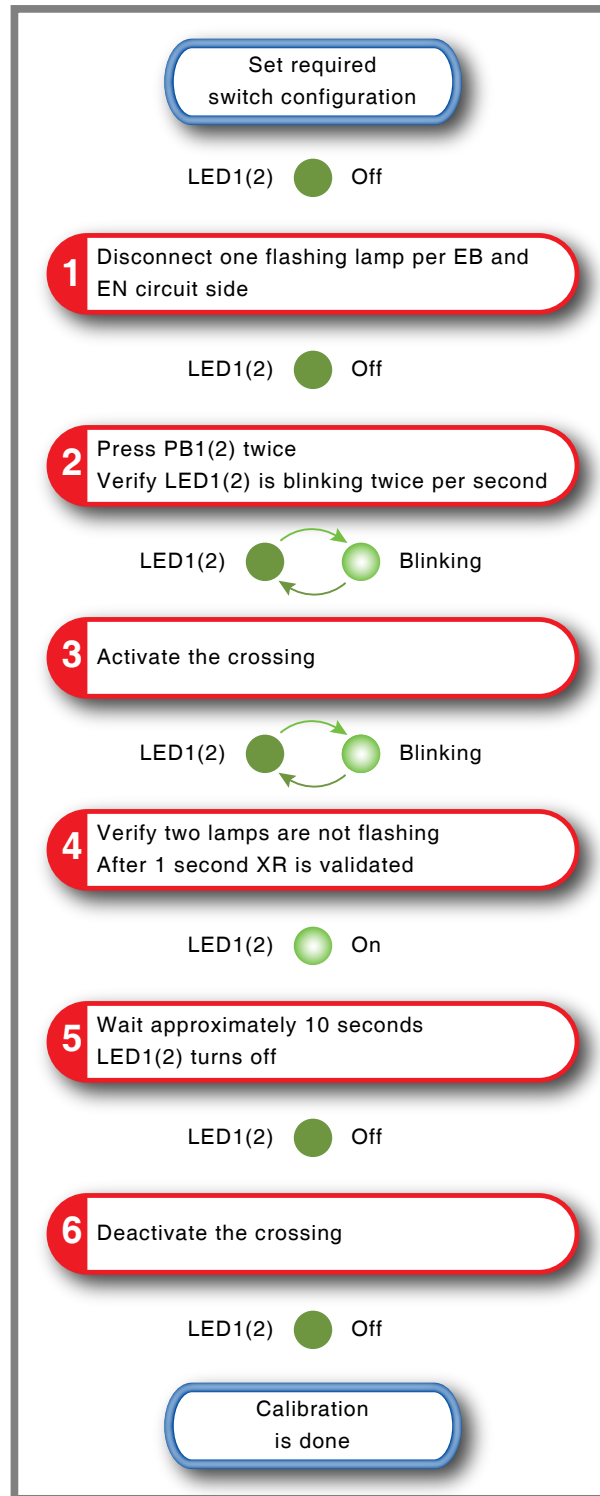 Set required
switch configuration
LED1(2) Off
1 Disconnect one flashing lamp per EB and
EN circuit side
LED1(2) Off
2 Press PB1(2) twice
Verify LED1(2) is blinking twice per second
LED1(2) Blinking
3 Activate the crossing
LED1(2) Blinking
4 Verify two lamps are not flashing
After 1 second XR is validated
LED1(2) On
5 Wait approximately 10 seconds
LED1(2) turns off
LED1(2) Off
6 Deactivate the crossing
LED1(2) Off
Calibration
is done